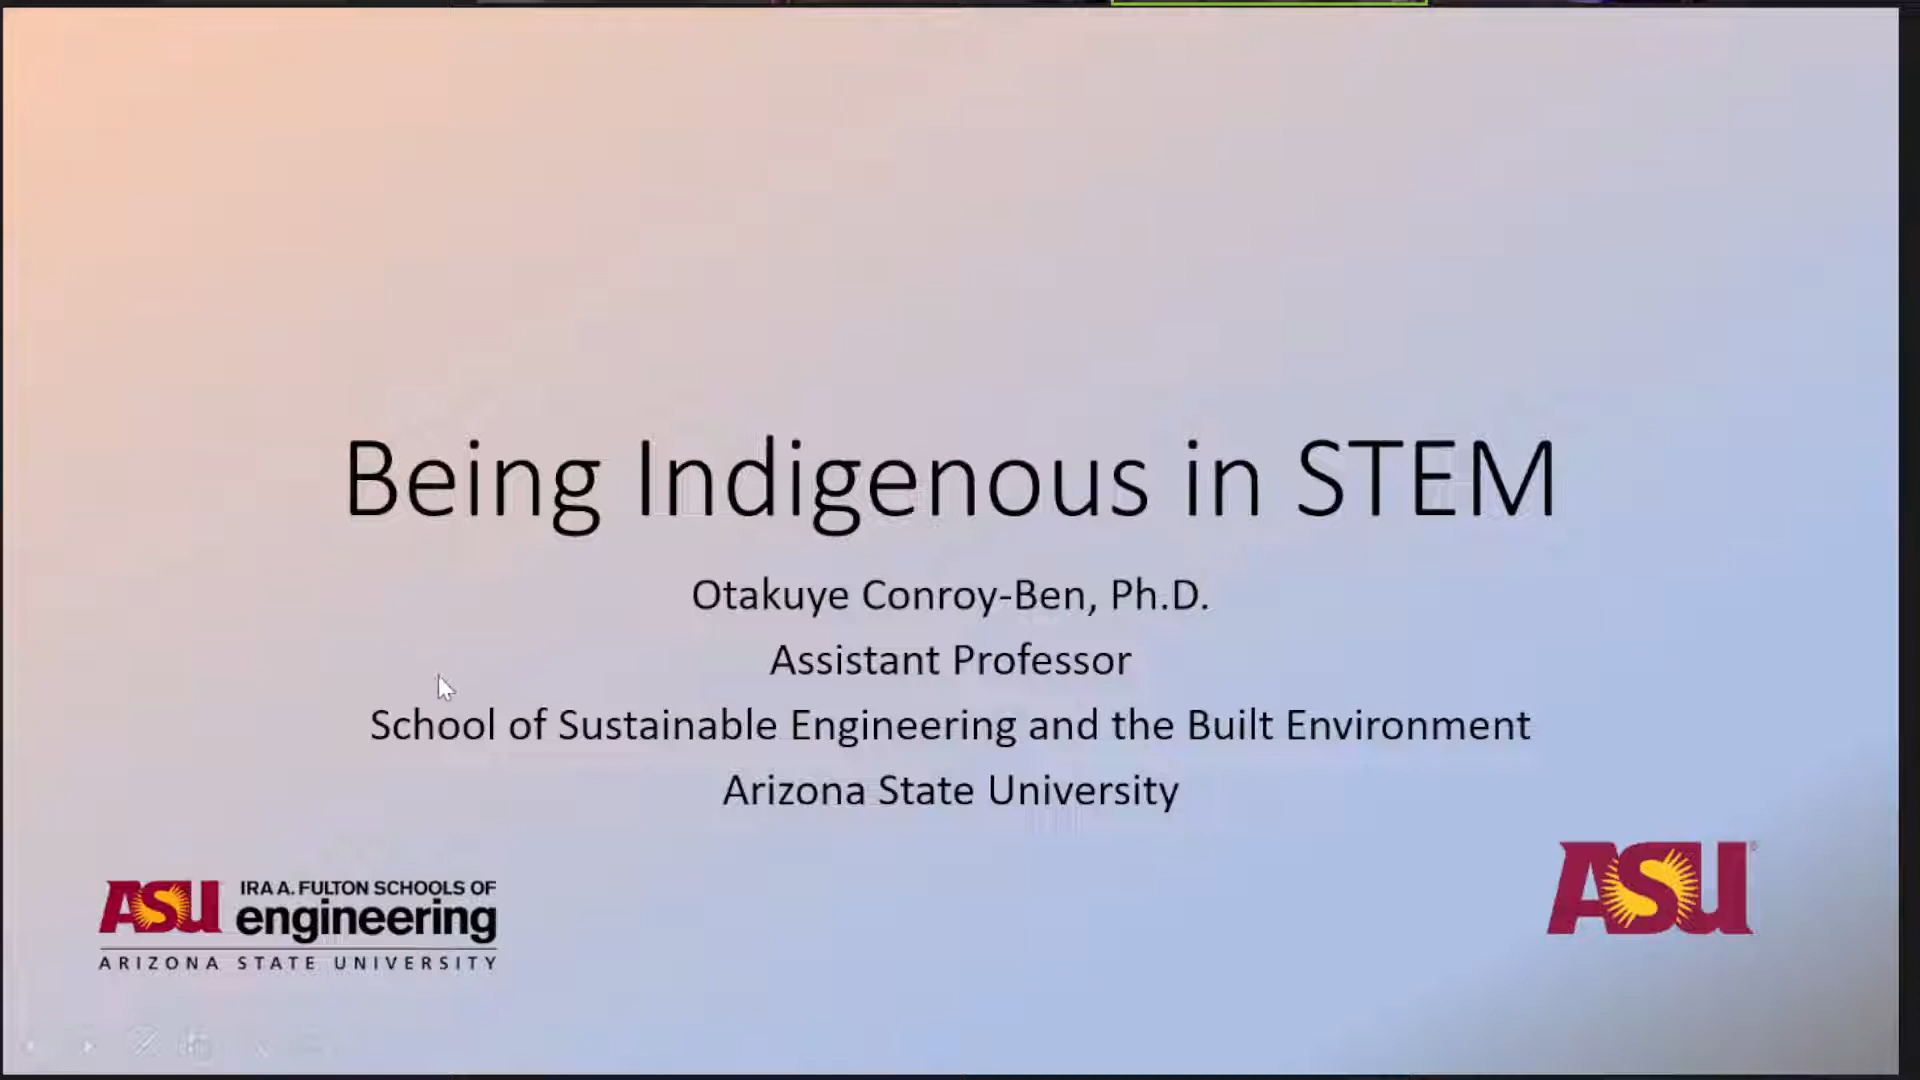 Being Indigenous in STEM
Otakuye Conroy-Ben, Ph.D.
Assistant Professor
School of Sustainable Engineering and the Built Environment
Arizona State University
ASU IRA A. FULTON SCHOOLS OF
engineering
ARIZONA STATE UNIVERSITY
ASU